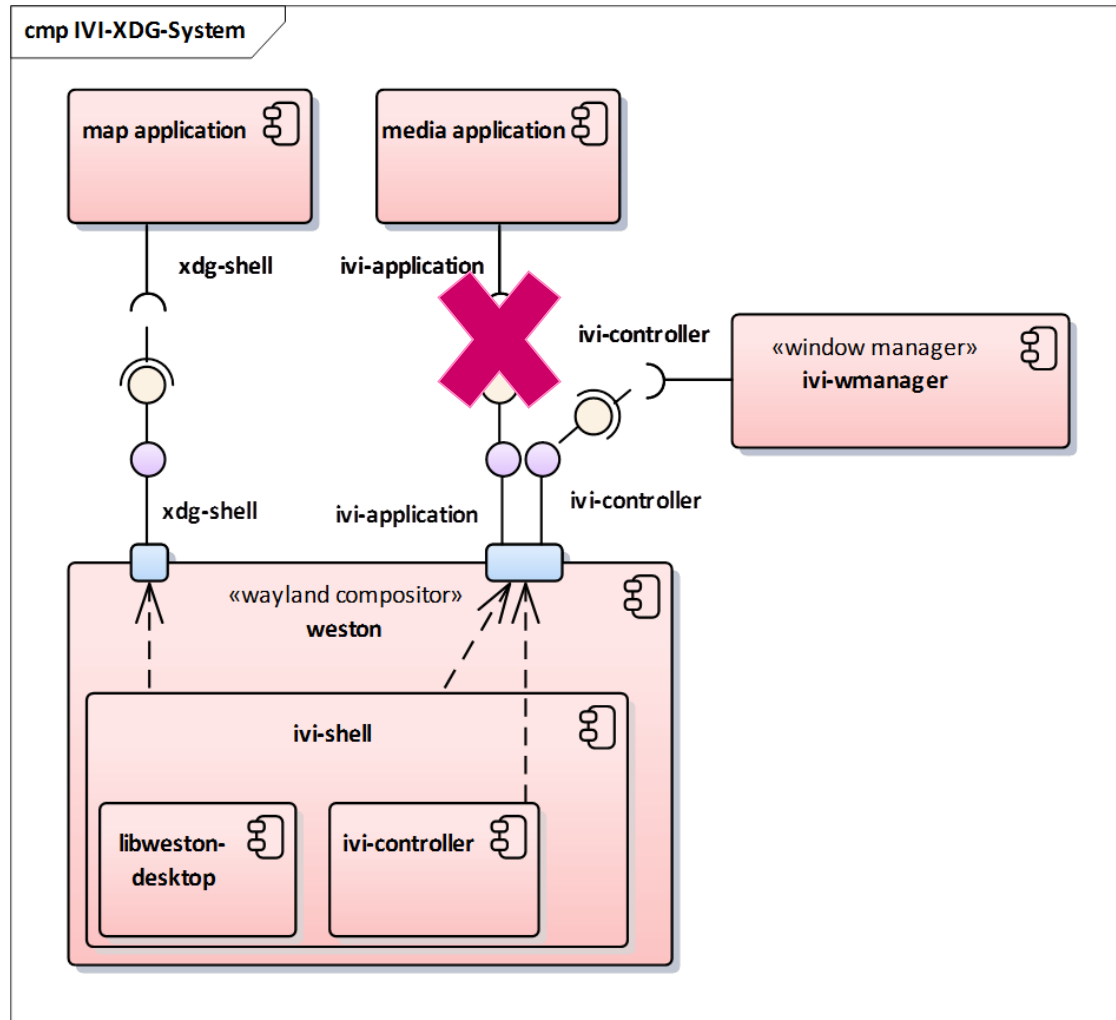 cmp IVI-XDG-System
map application
media application
xdg-shell
ivi-application
ivi-controller
«window manager»
ivi-wmanager
xdg-shell
ivi-application
ivi-controller
«wayland compositor»
weston
ivi-shell
libweston-
desktop
ivi-controller